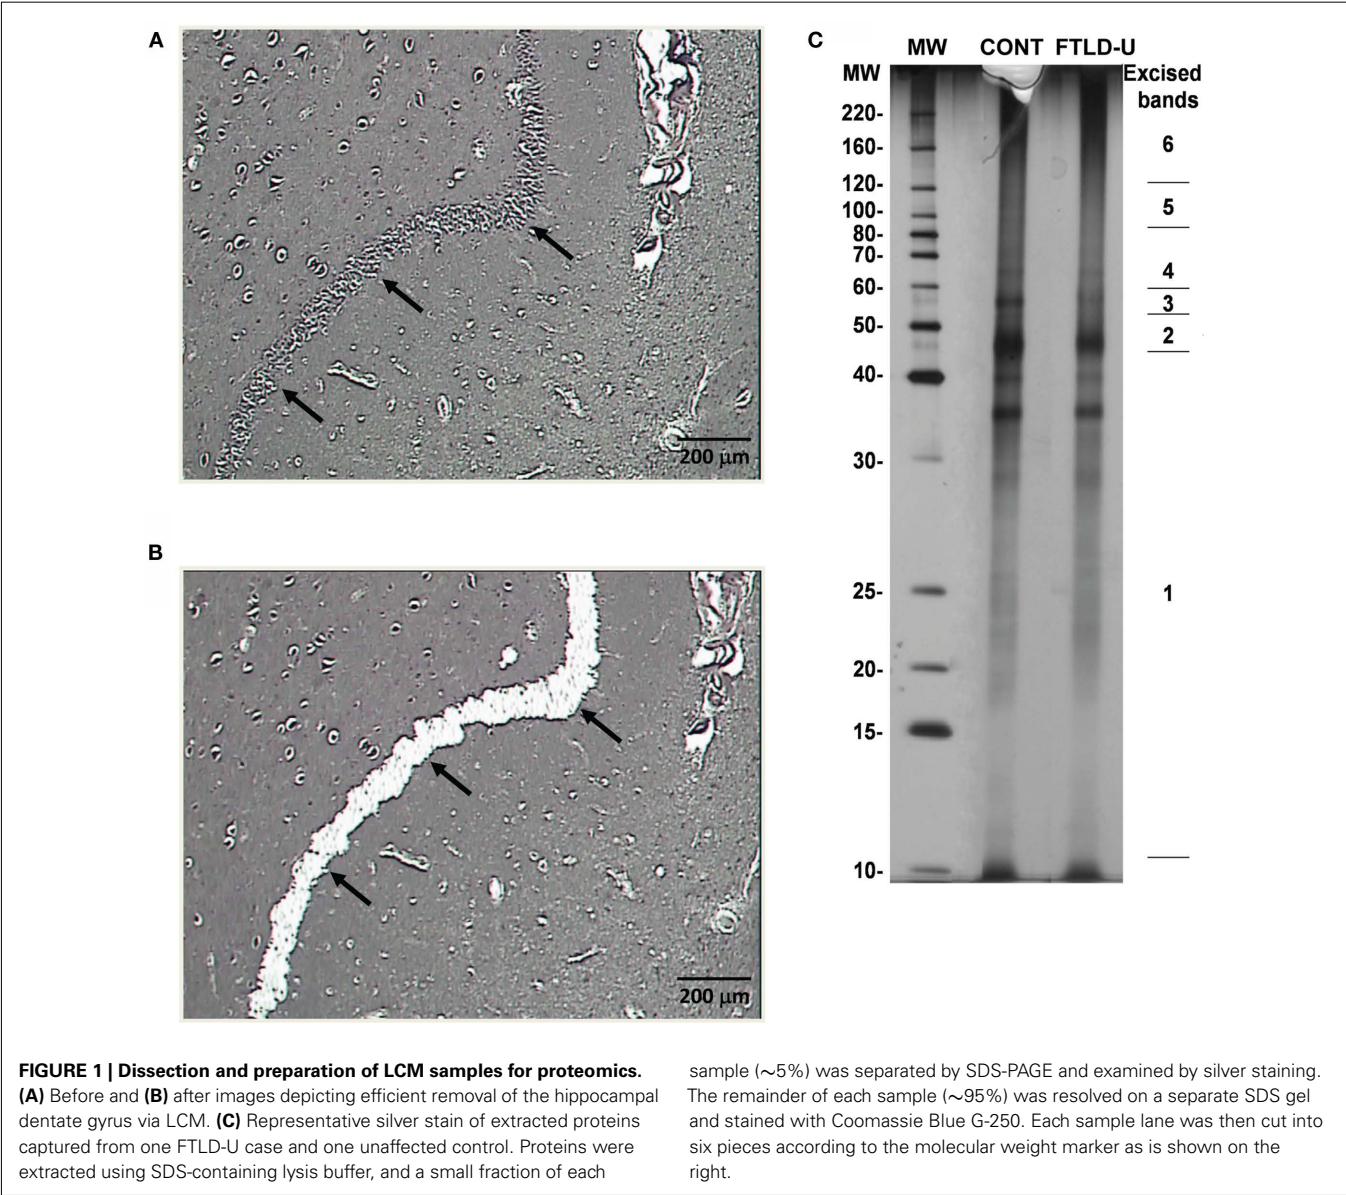 A
200 µm
B
200 µm
C
MW CONT FTLD-U
MW
Excised
bands
220-
160-
6
120-
100-
5
80-
70-
4
60-
3
50-
2
40-
30-
25-
1
20-
15-
10-
FIGURE 1 | Dissection and preparation of LCM samples for proteomics.
(A) Before and (B) after images depicting efficient removal of the hippocampal
dentate gyrus via LCM. (C) Representative silver stain of extracted proteins
captured from one FTLD-U case and one unaffected control. Proteins were
extracted using SDS-containing lysis buffer, and a small fraction of each
sample (∼5%) was separated by SDS-PAGE and examined by silver staining.
The remainder of each sample (∼95%) was resolved on a separate SDS gel
and stained with Coomassie Blue G-250. Each sample lane was then cut into
six pieces according to the molecular weight marker as is shown on the
right.